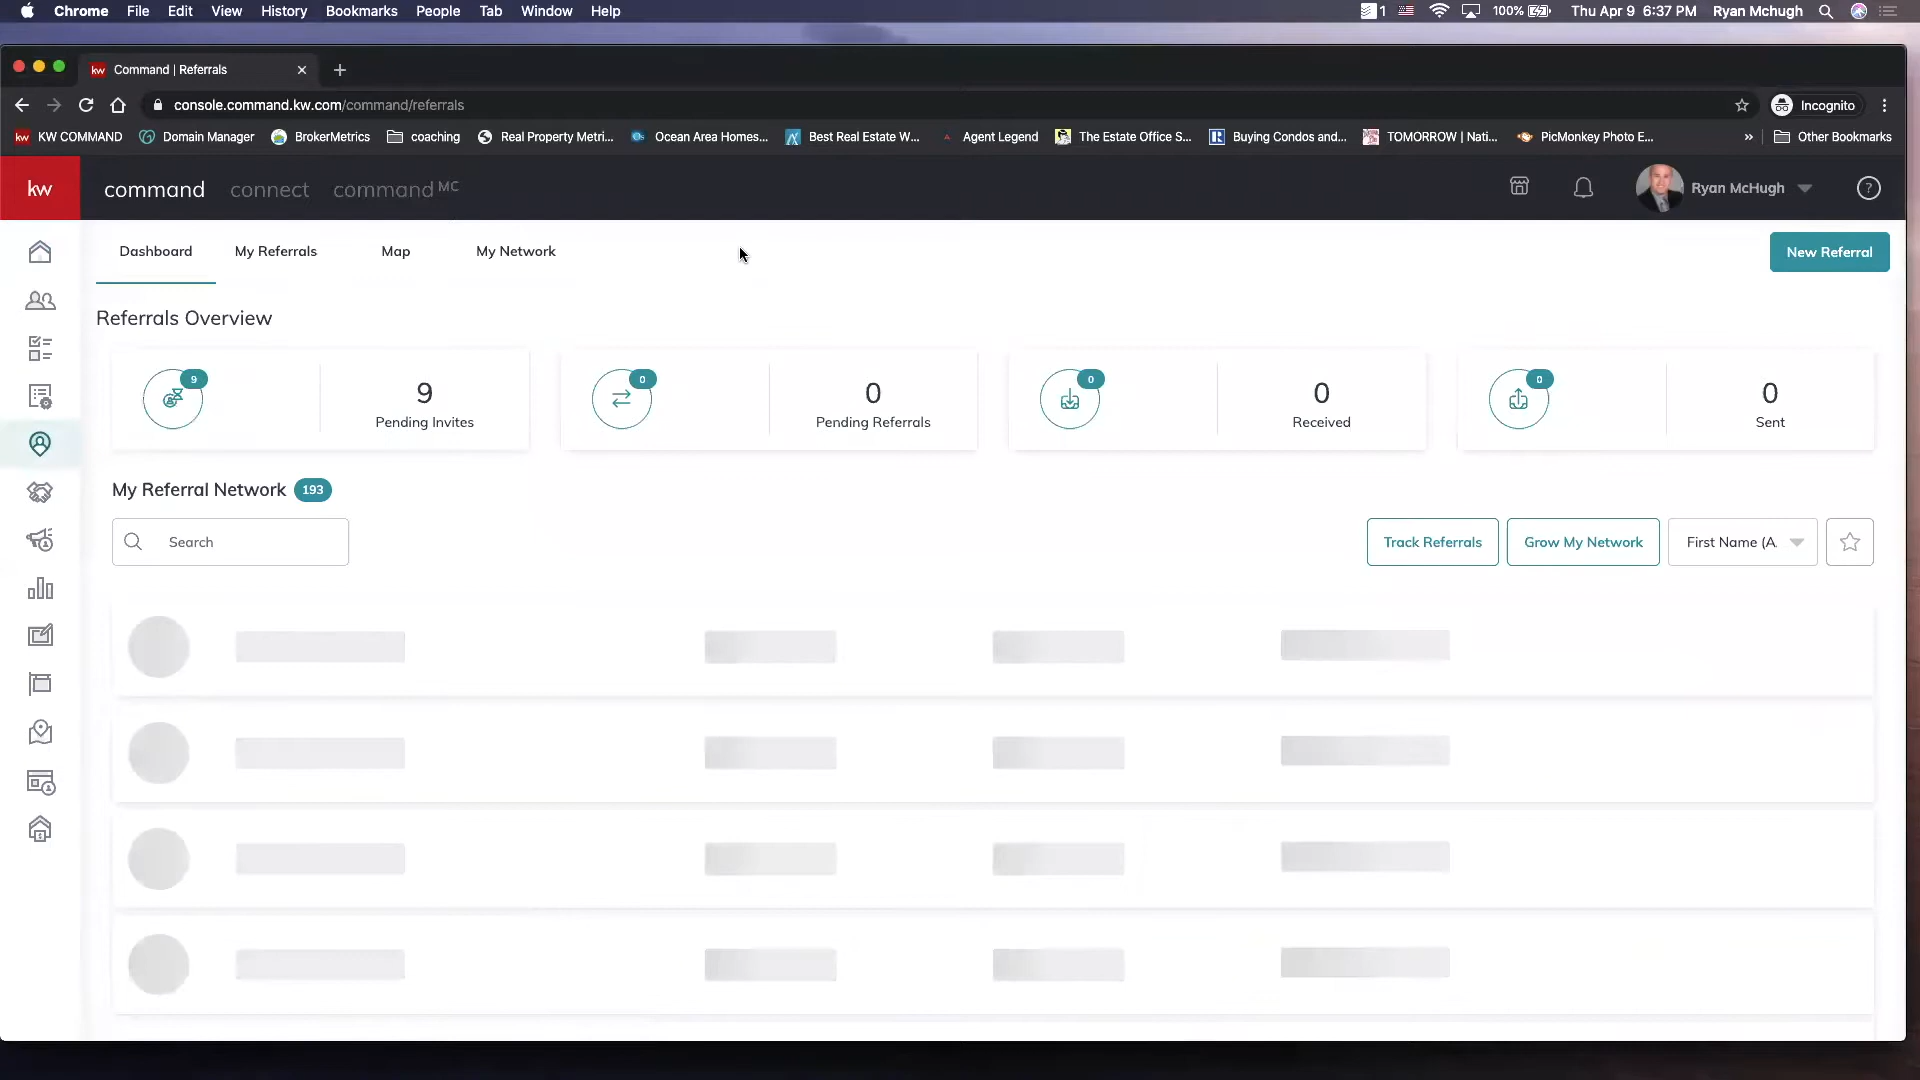 Chrome File Edit View History Bookmarks People Tab Window Help 1 100% Thu Apr 9 6:37 PM Ryan Mchugh
kw Command | Referrals
console.command.kw.com/command/referrals Incognito
kw KW COMMAND Domain Manager BrokerMetrics coaching Real Property Metri... Ocean Area Homes... Best Real Estate W... Agent Legend The Estate Office S... Buying Condos and... TOMORROW | Nati... PicMonkey Photo E... » Other Bookmarks
kw command connect command MC Ryan McHugh ?
Dashboard My Referrals Map My Network New Referral
Referrals Overview
9 9 0 0 0 0 0 0
Pending Invites Pending Referrals Received Sent
My Referral Network 193
Search Track Referrals Grow My Network First Name (A.